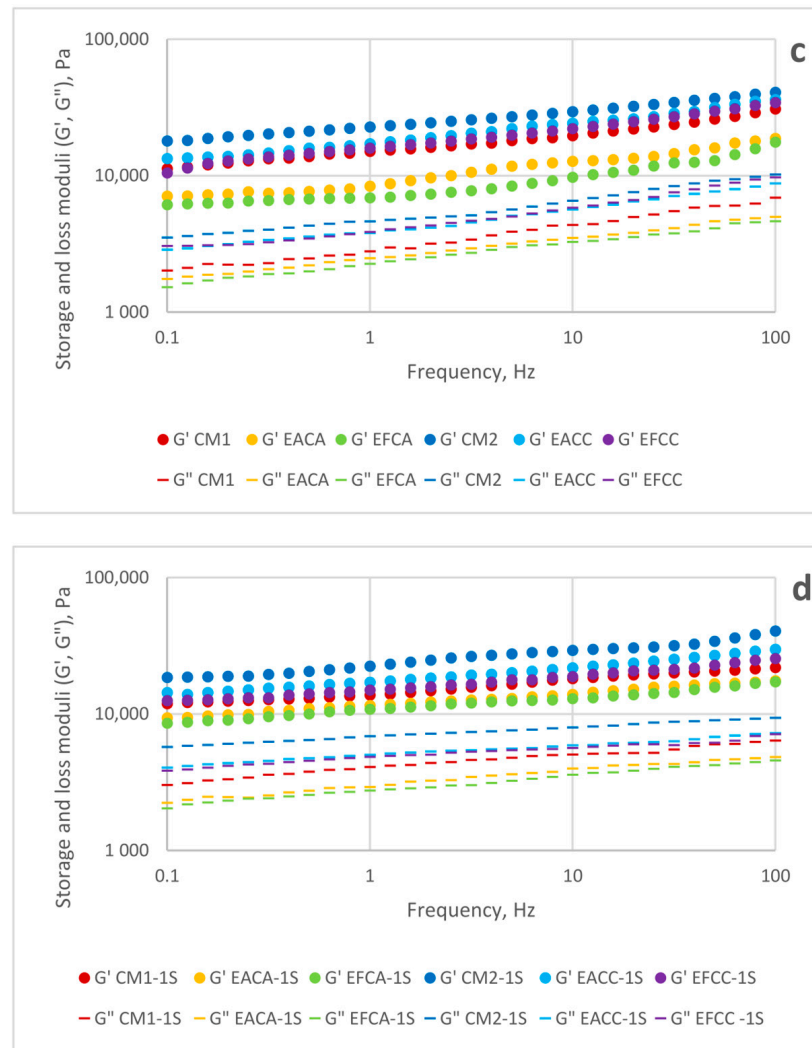 c
Storage and loss moduli (G', G"), Pa
100,000
10,000
1 000
0.1
1
10
100
Frequency, Hz
G' CM1 G' EACA G' EFCA G' CM2 G' EACC G' EFCC
G" CM1 G" EACA G" EFCA G" CM2 G" EACC G" EFCC
d
Storage and loss moduli (G', G"), Pa
100,000
10,000
1 000
0.1
1
10
100
Frequency, Hz
G' CM1-1S G' EACA-1S G' EFCA-1S G' CM2-1S G' EACC-1S G' EFCC-1S
G" CM1-1S G" EACA-1S G" EFCA-1S G" CM2-1S G" EACC-1S G" EFCC -1S